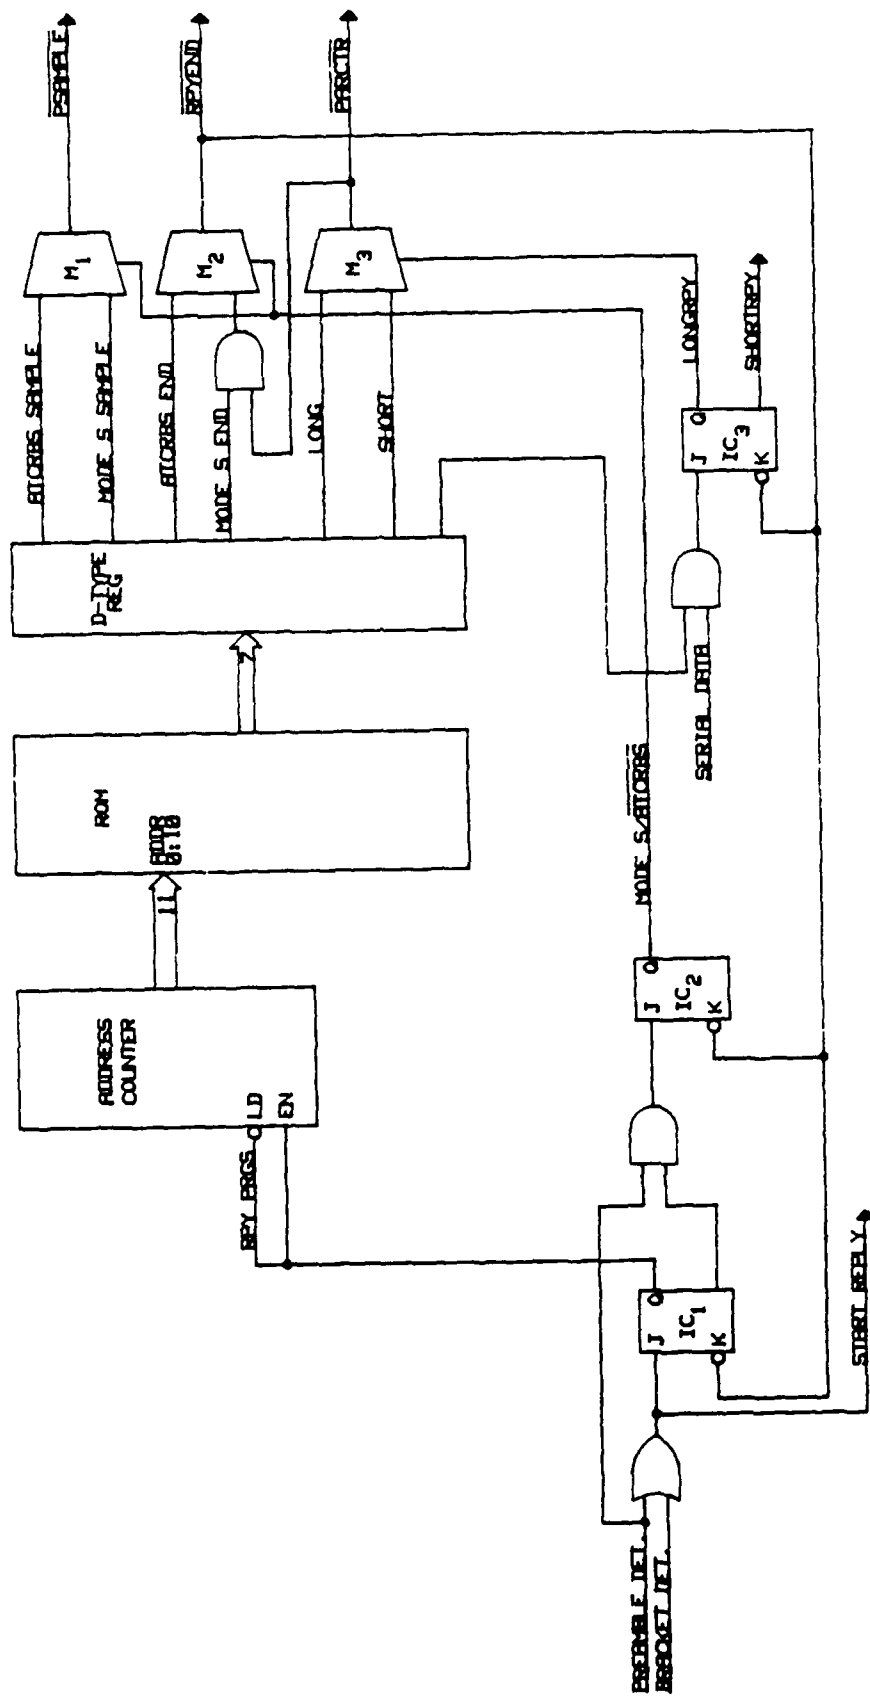 PSAMPLE
RPYEND
PARCTR
M1
M2
M3
ATCRBS SAMPLE
MODE S SAMPLE
ATCRBS END
MODE S END
LONG
SHORT
LONGRPY
SHORTRPY
D-TYPE
REG
7
ROM
ADDR
0:10
11
ADDRESS
COUNTER
LD
EN
RPY PRGS
J
Q
IC3
K
SERIAL DATA
MODE S/ATCRBS
J
Q
IC2
K
J
Q
IC1
K
START REPLY
PREAMBLE DET.
BRACKET DET.